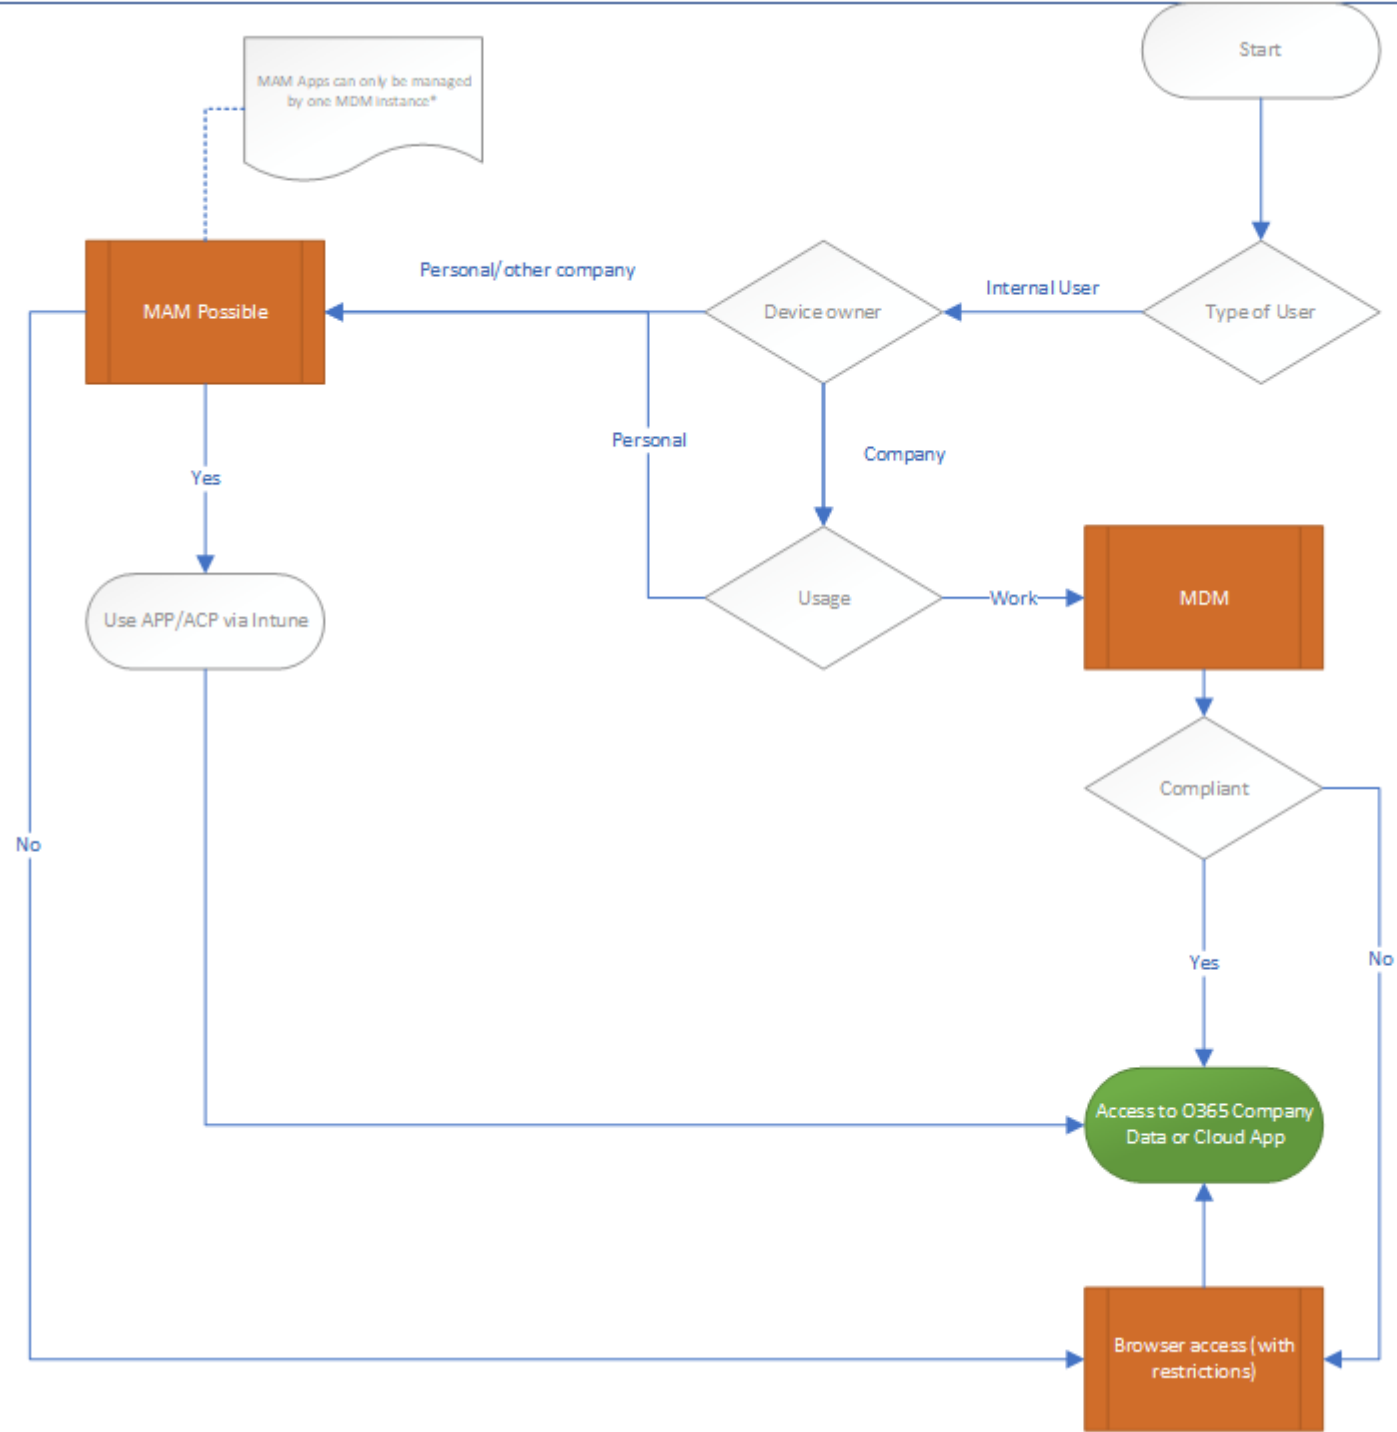 Start
MAM Apps can only be managed
by one MDM instance*
Personal/other company
Internal User
MAM Possible
Device owner
Type of User
Personal
Company
Yes
Usage
Work
MDM
Use APP/ACP via Intune
Compliant
No
Yes
No
Access to O365 Company
Data or Cloud App
Browser access (with
restrictions)